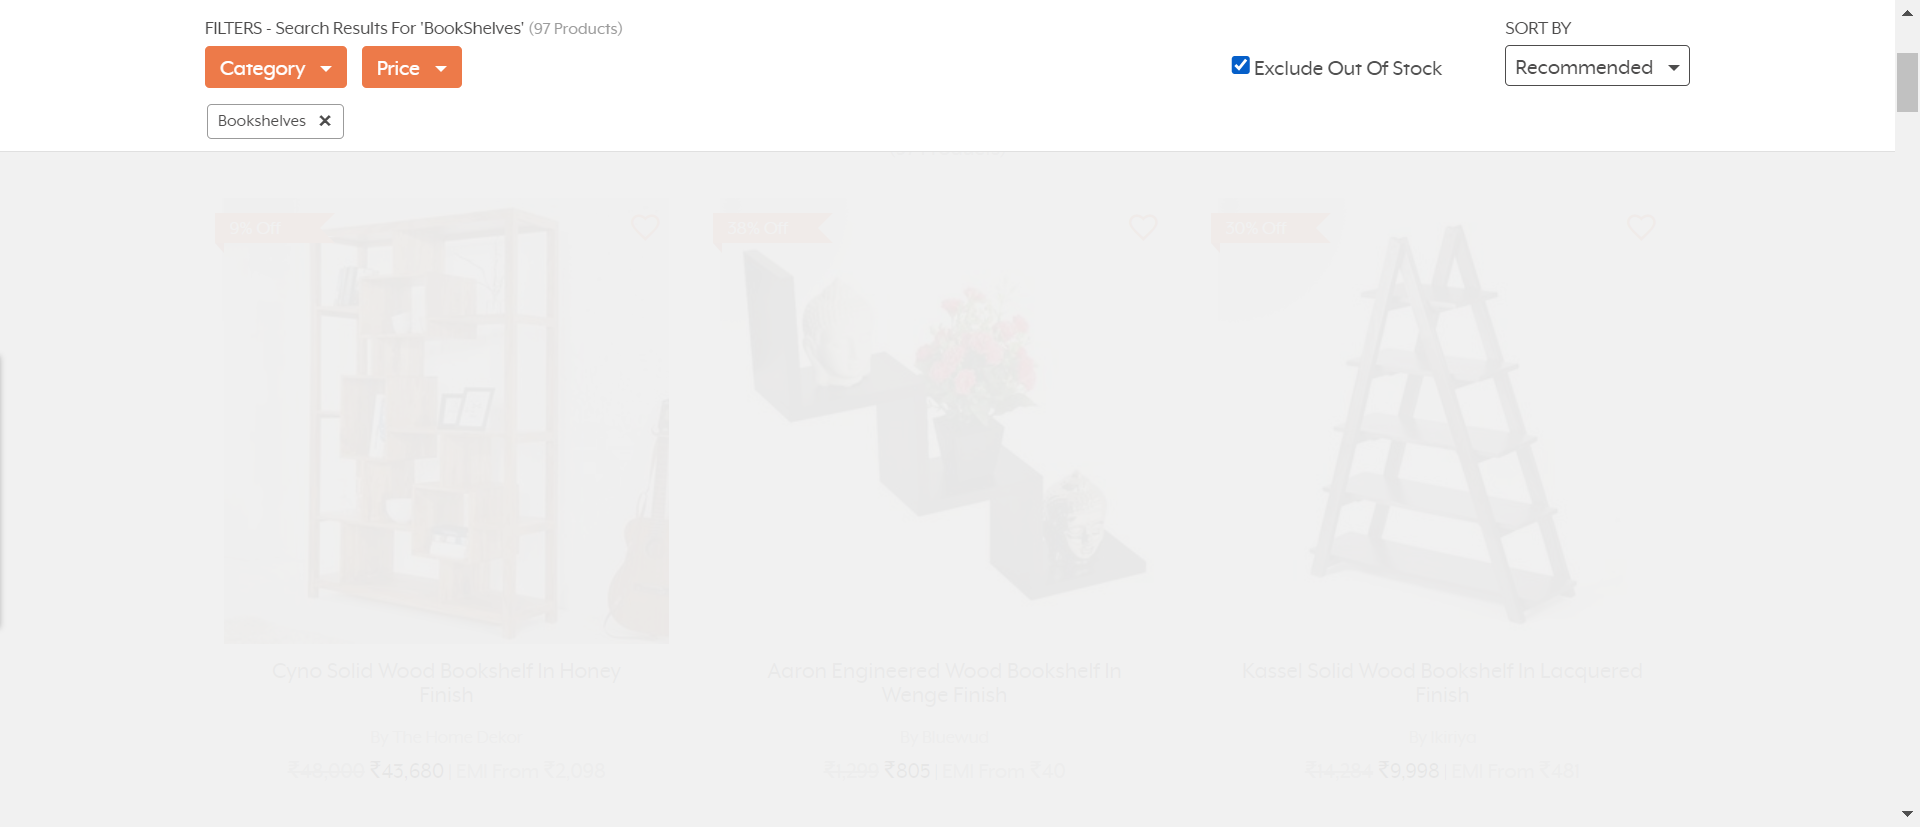 FILTERS - Search Results For 'BookShelves' (97 Products)
SORT BY
Category
Price
Exclude Out Of Stock
Recommended
Bookshelves
9% Off
38% Off
30% Off
Cyno Solid Wood Bookshelf In Honey
Finish
Aaron Engineered Wood Bookshelf In
Wenge Finish
Kassel Solid Wood Bookshelf In Lacquered
Finish
By The Home Dekor
By Bluewud
₹48,000 ₹43,680 | EMI From ₹2,098
₹1,299 ₹805 | EMI From ₹40
₹14,284 ₹9,998 | EMI From ₹481